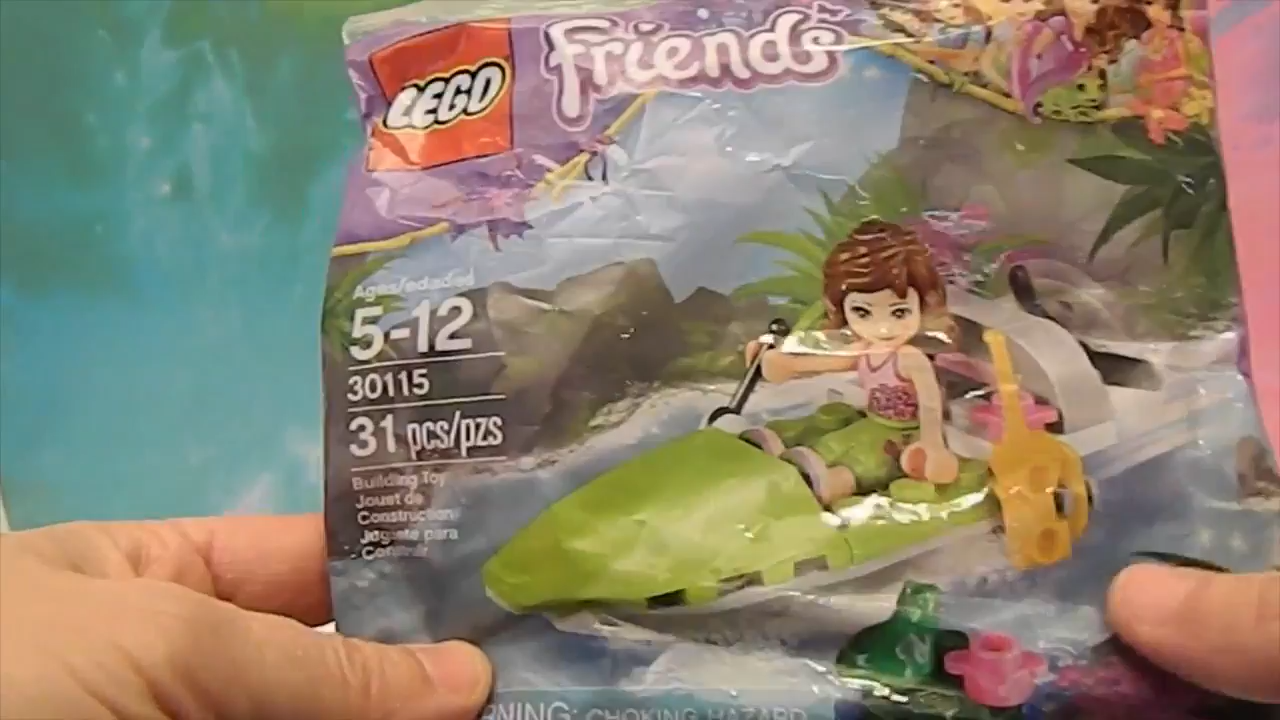 LEGO
Friends
Ages/edades
5-12
30115
31 pcs/pzs
Building Toy
Jouet de
Construction
Juguete para
Construir
RNING: CHOKING HAZARD